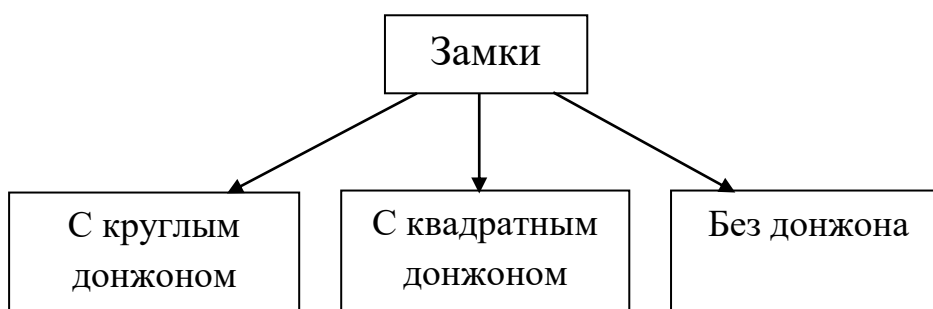 Замки
С круглым
донжоном
С квадратным
донжоном
Без донжона